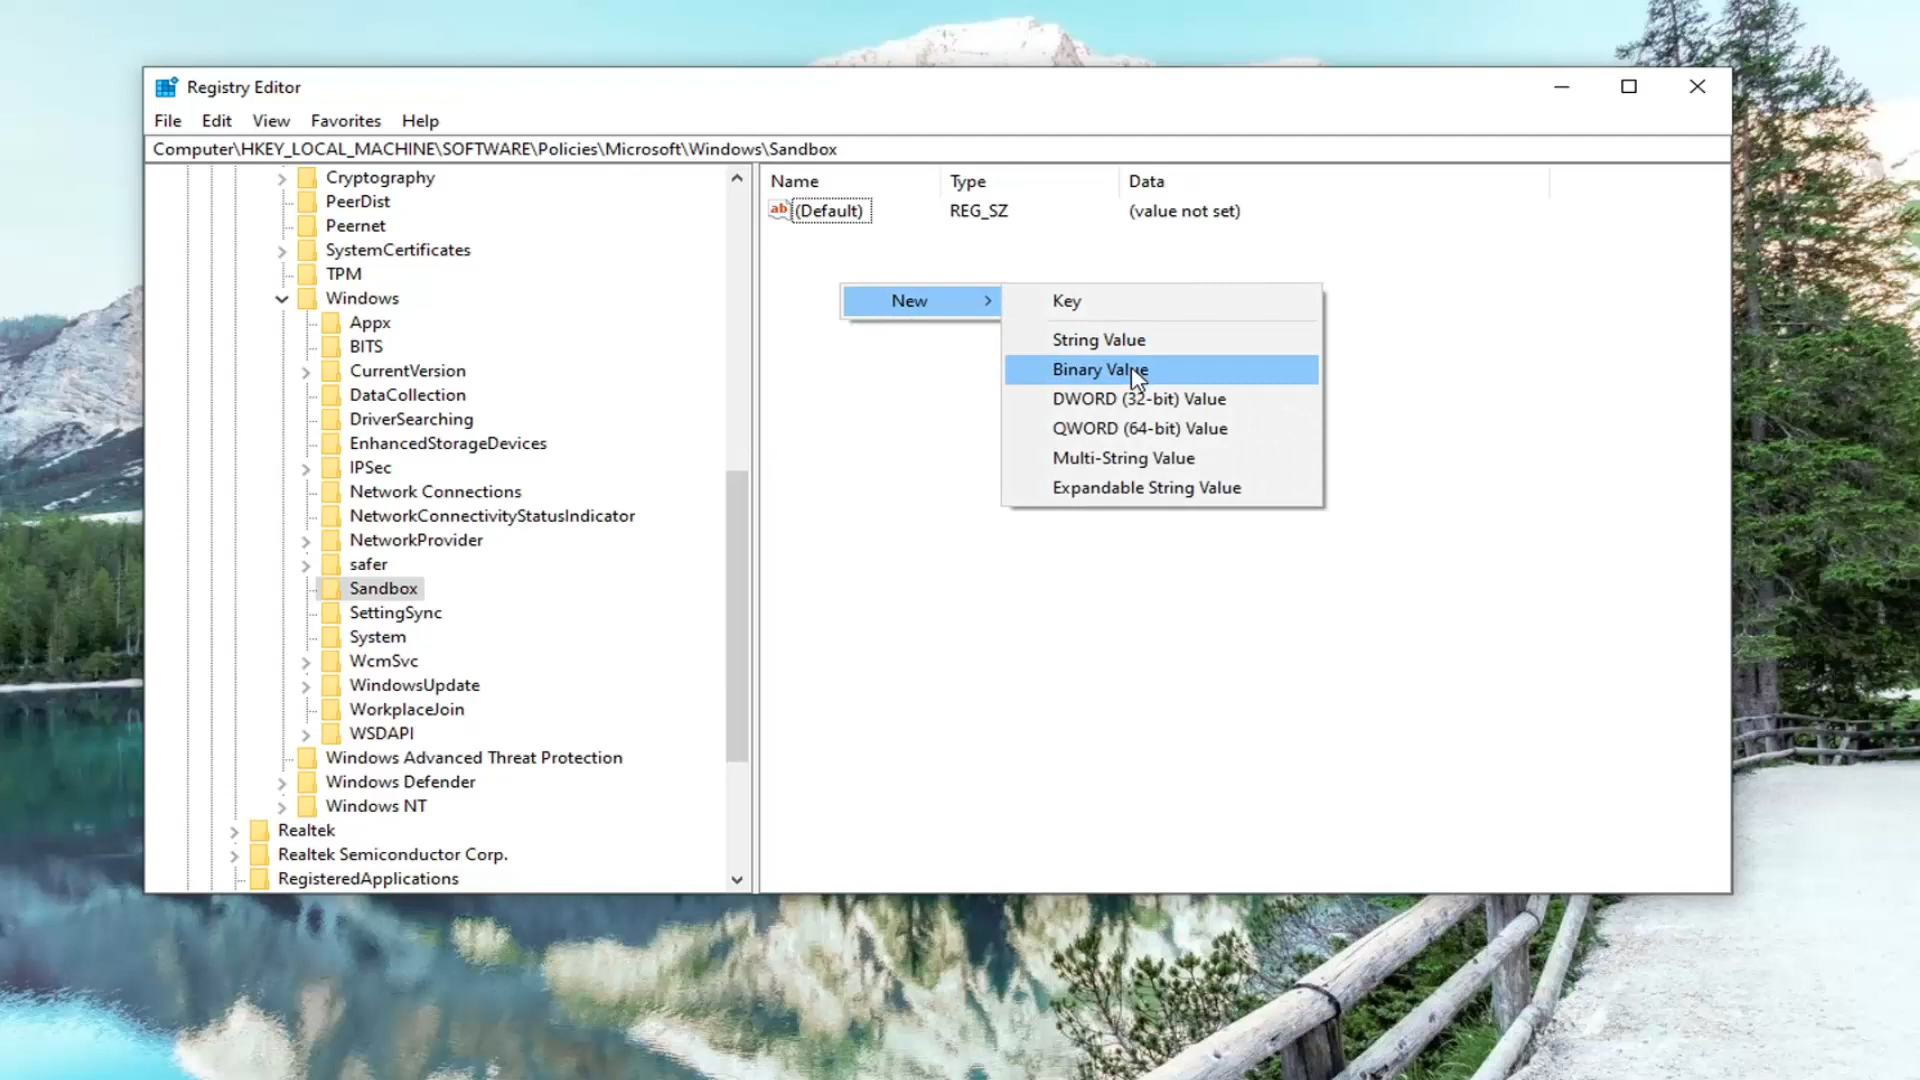 Registry Editor
File Edit View Favorites Help
Computer\HKEY_LOCAL_MACHINE\SOFTWARE\Policies\Microsoft\Windows\Sandbox
Cryptography
PeerDist
Peernet
SystemCertificates
TPM
Windows
Appx
BITS
CurrentVersion
DataCollection
DriverSearching
EnhancedStorageDevices
IPSec
Network Connections
NetworkConnectivityStatusIndicator
NetworkProvider
safer
Sandbox
SettingSync
System
WcmSvc
WindowsUpdate
WorkplaceJoin
WSDAPI
Windows Advanced Threat Protection
Windows Defender
Windows NT
Realtek
Realtek Semiconductor Corp.
RegisteredApplications
Name Type Data
ab (Default) REG_SZ (value not set)
New
Key
String Value
Binary Value
DWORD (32-bit) Value
QWORD (64-bit) Value
Multi-String Value
Expandable String Value